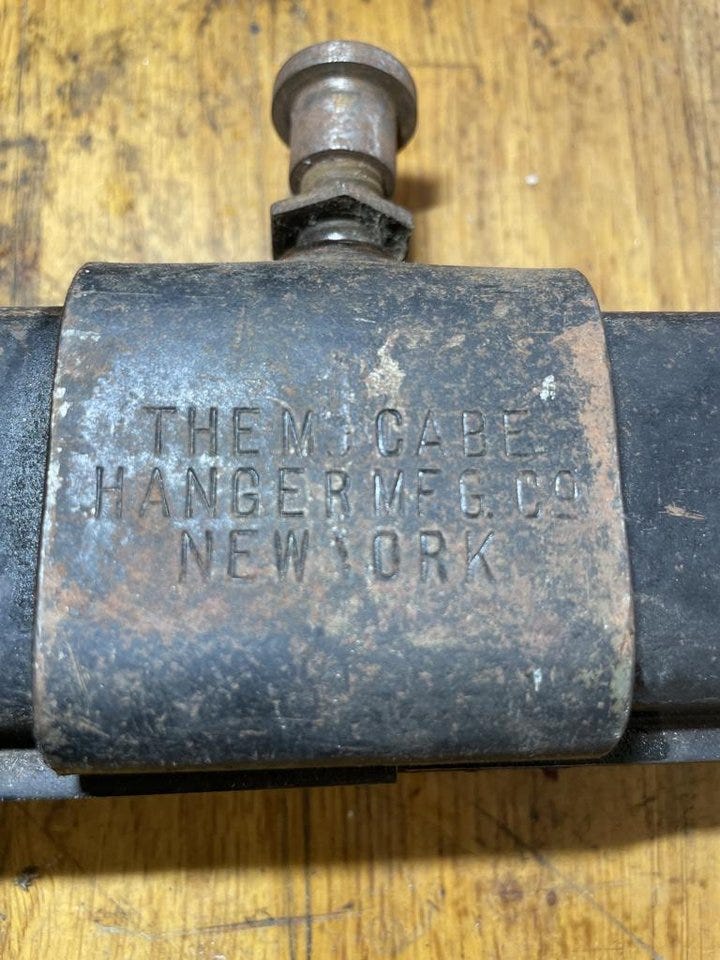 THE McCABE
HANGER MFG. Co
NEW YORK